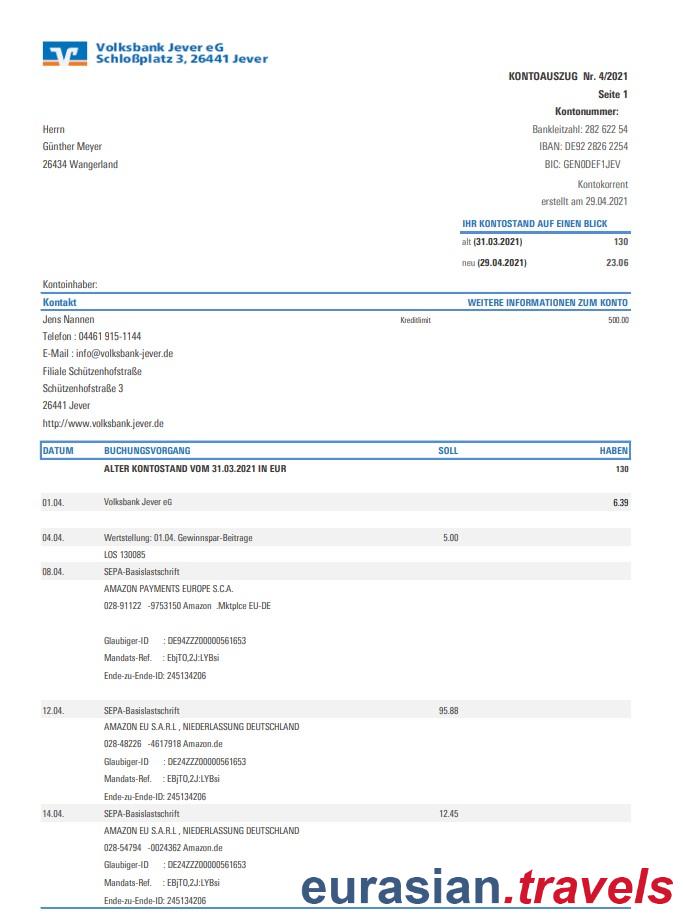 Volksbank Jever eG
Schloßplatz 3, 26441 Jever
KONTOAUSZUG Nr. 4/2021
Seite 1
Kontonummer:
Herrn
Bankleitzahl: 282 622 54
Günther Meyer
IBAN: DE92 2826 2254
26434 Wangerland
BIC: GENODEF1JEV
Kontokorrent
erstellt am 29.04.2021
IHR KONTOSTAND AUF EINEN BLICK
alt (31.03.2021) 130
neu (29.04.2021) 23.06
Kontoinhaber:
Kontakt WEITERE INFORMATIONEN ZUM KONTO
Jens Nannen Kreditlimit 500.00
Telefon : 04461 915-1144
E-Mail : info@volksbank-jever.de
Filiale Schützenhofstraße
Schützenhofstraße 3
26441 Jever
http://www.volksbank.jever.de
DATUM BUCHUNGSVORGANG SOLL HABEN
ALTER KONTOSTAND VOM 31.03.2021 IN EUR 130
01.04. Volksbank Jever eG 6.39
04.04. Wertstellung: 01.04. Gewinnspar-Beitrage 5.00
LOS 130085
08.04. SEPA-Basislastschrift
AMAZON PAYMENTS EUROPE S.C.A.
028-91122 -9753150 Amazon .Mktplce EU-DE
Glaubiger-ID : DE94ZZZ00000561653
Mandats-Ref. : EbjTO,2J:LYBsi
Ende-zu-Ende-ID: 245134206
12.04. SEPA-Basislastschrift 95.88
AMAZON EU S.A.R.L , NIEDERLASSUNG DEUTSCHLAND
028-48226 -4617918 Amazon.de
Glaubiger-ID : DE24ZZZ00000561653
Mandats-Ref. : EBjTO,2J:LYBsi
Ende-zu-Ende-ID: 245134206
14.04. SEPA-Basislastschrift 12.45
AMAZON EU S.A.R.L , NIEDERLASSUNG DEUTSCHLAND
028-54794 -0024362 Amazon.de
Glaubiger-ID : DE24ZZZ00000561653
Mandats-Ref. : EBjTO,2J:LYBsi
Ende-zu-Ende-ID: 245134206
eurasian.travels